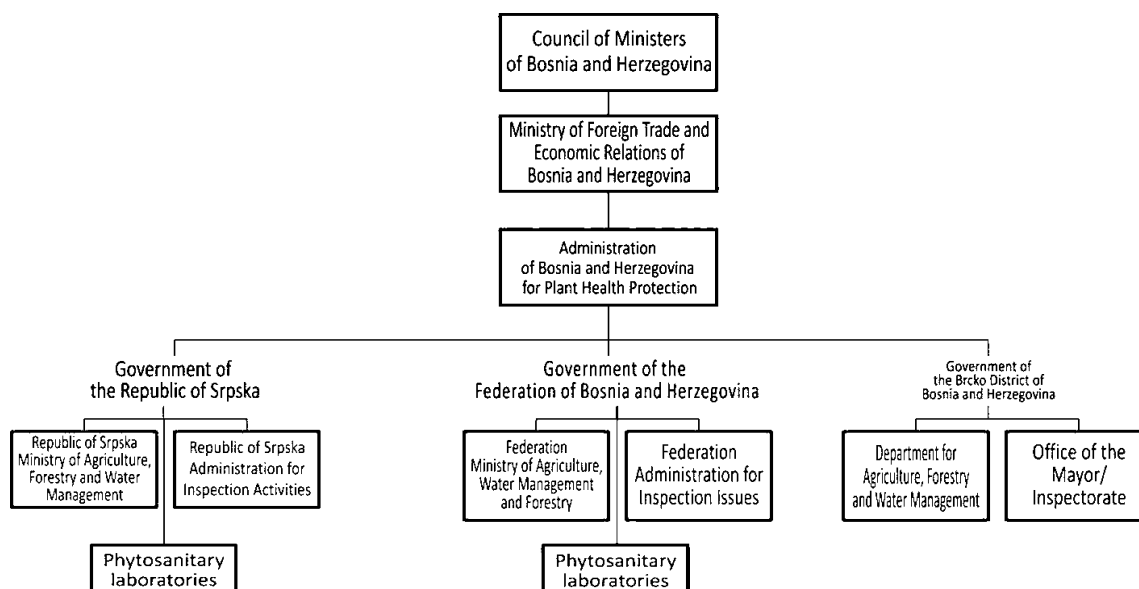 Council of Ministers
of Bosnia and Herzegovina
Ministry of Foreign Trade and
Economic Relations of
Bosnia and Herzegovina
Administration
of Bosnia and Herzegovina
for Plant Health Protection
Government of
the Republic of Srpska
Government of the
Federation of Bosnia and Herzegovina
Government of
the Brcko District of
Bosnia and Herzegovina
Republic of Srpska
Ministry of Agriculture,
Forestry and Water
Management
Republic of Srpska
Administration for
Inspection Activities
Federation
Ministry of Agriculture,
Water Management
and Forestry
Federation
Administration for
Inspection issues
Department for
Agriculture, Forestry
and Water Management
Office of the
Mayor/
Inspectorate
Phytosanitary
laboratories
Phytosanitary
laboratories